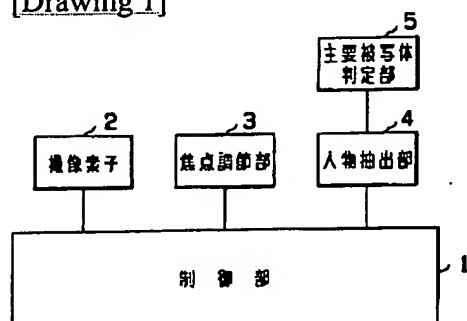 [Drawing 1]
5
主要被写体
判定部
2
撮像素子
3
焦点調節部
4
人物抽出部
制御部
1